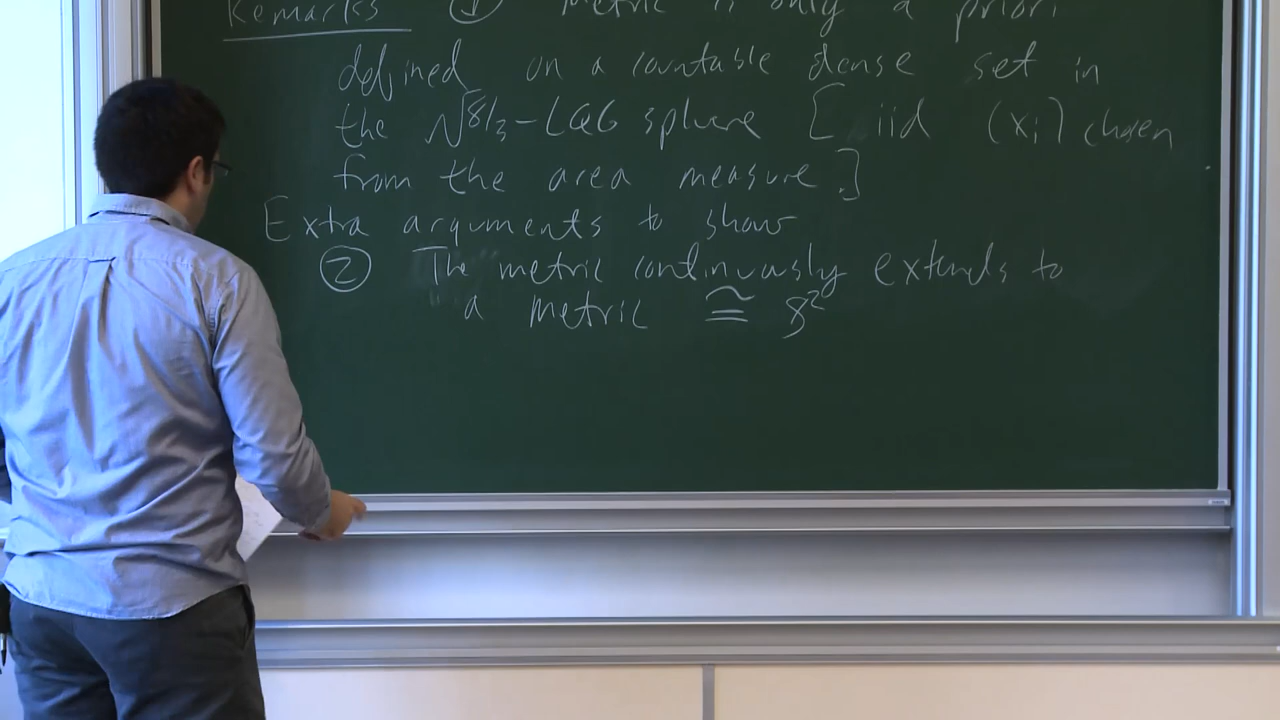 Remarks ① Metric is only a priori
defined on a countable dense set in
the √8/3-LQG sphere [ iid (xi) chosen
from the area measure.]
Extra arguments to show
② The metric continuously extends to
a metric ≅ S²